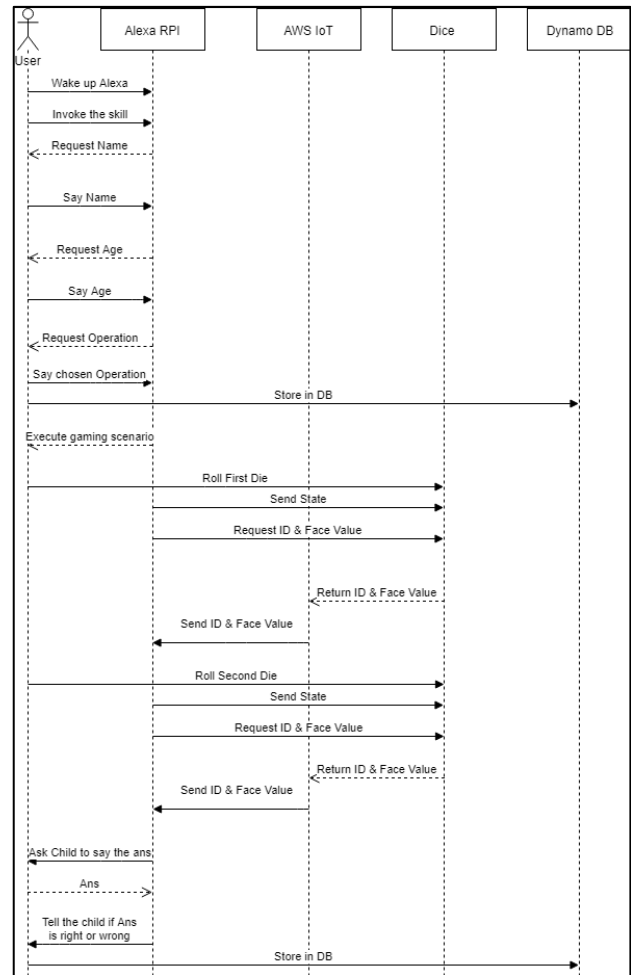 Alexa RPI
AWS IoT
Dice
Dynamo DB
User
Wake up Alexa
Invoke the skill
Request Name
Say Name
Request Age
Say Age
Request Operation
Say chosen Operation
Store in DB
Execute gaming scenario
Roll First Die
Send State
Request ID & Face Value
Return ID & Face Value
Send ID & Face Value
Roll Second Die
Send State
Request ID & Face Value
Return ID & Face Value
Send ID & Face Value
Ask Child to say the ans
Ans
Tell the child if Ans
is right or wrong
Store in DB